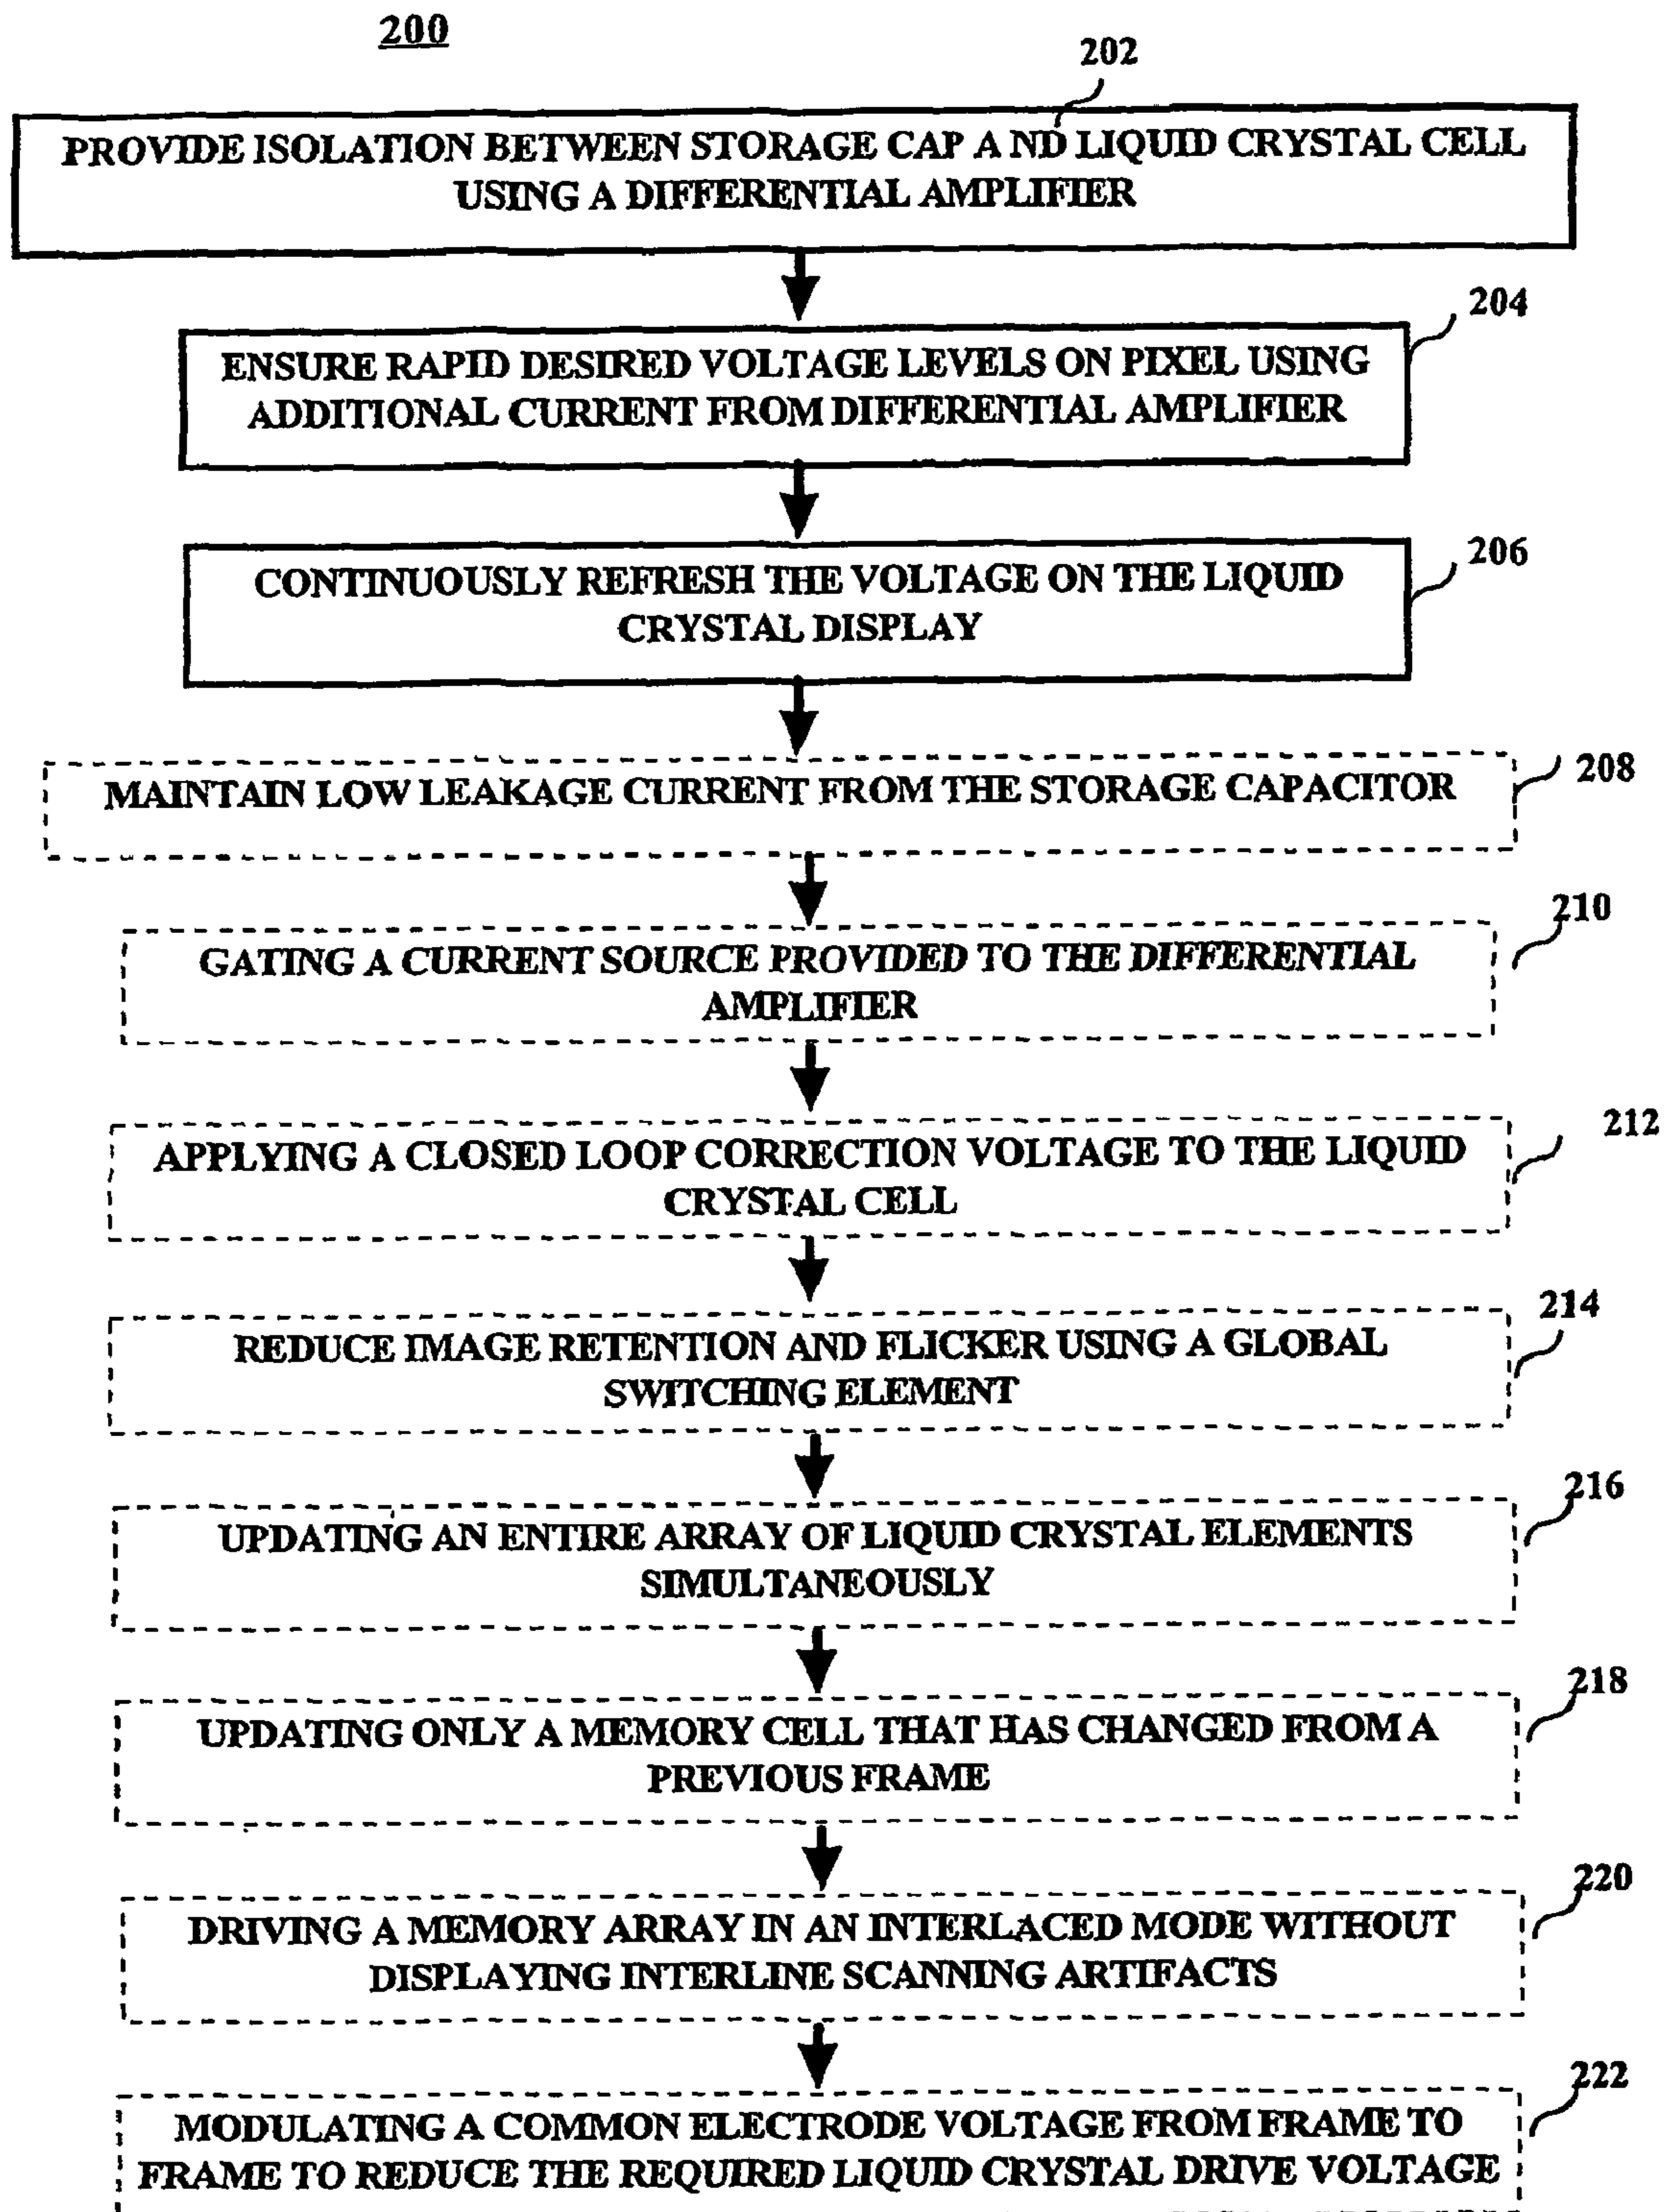 200
202
PROVIDE ISOLATION BETWEEN STORAGE CAP A ND LIQUID CRYSTAL CELL
USING A DIFFERENTIAL AMPLIFIER
204
ENSURE RAPID DESIRED VOLTAGE LEVELS ON PIXEL USING
ADDITIONAL CURRENT FROM DIFFERENTIAL AMPLIFIER
206
CONTINUOUSLY REFRESH THE VOLTAGE ON THE LIQUID
CRYSTAL DISPLAY
208
MAINTAIN LOW LEAKAGE CURRENT FROM THE STORAGE CAPACITOR
210
GATING A CURRENT SOURCE PROVIDED TO THE DIFFERENTIAL
AMPLIFIER
212
APPLYING A CLOSED LOOP CORRECTION VOLTAGE TO THE LIQUID
CRYSTAL CELL
214
REDUCE IMAGE RETENTION AND FLICKER USING A GLOBAL
SWITCHING ELEMENT
216
UPDATING AN ENTIRE ARRAY OF LIQUID CRYSTAL ELEMENTS
SIMULTANEOUSLY
218
UPDATING ONLY A MEMORY CELL THAT HAS CHANGED FROM A
PREVIOUS FRAME
220
DRIVING A MEMORY ARRAY IN AN INTERLACED MODE WITHOUT
DISPLAYING INTERLINE SCANNING ARTIFACTS
222
MODULATING A COMMON ELECTRODE VOLTAGE FROM FRAME TO
FRAME TO REDUCE THE REQUIRED LIQUID CRYSTAL DRIVE VOLTAGE